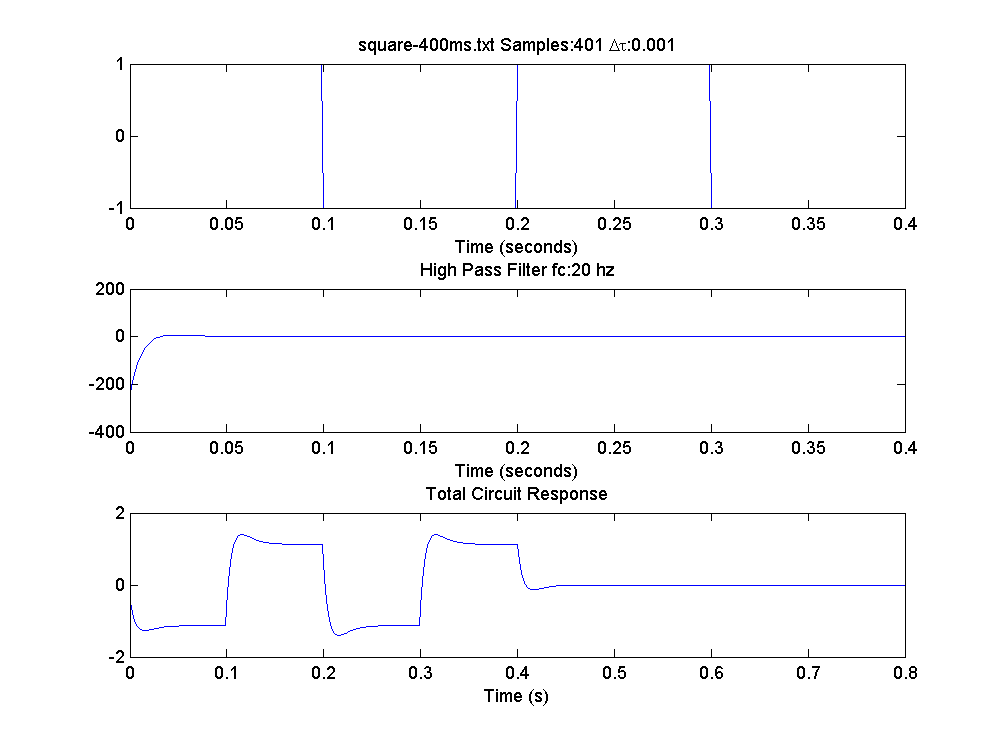 square-400ms.txt Samples:401 Δτ:0.001
1
0
-1
0 0.05 0.1 0.15 0.2 0.25 0.3 0.35 0.4
Time (seconds)
High Pass Filter fc:20 hz
200
0
-200
-400
0 0.05 0.1 0.15 0.2 0.25 0.3 0.35 0.4
Time (seconds)
Total Circuit Response
2
0
-2
0 0.1 0.2 0.3 0.4 0.5 0.6 0.7 0.8
Time (s)